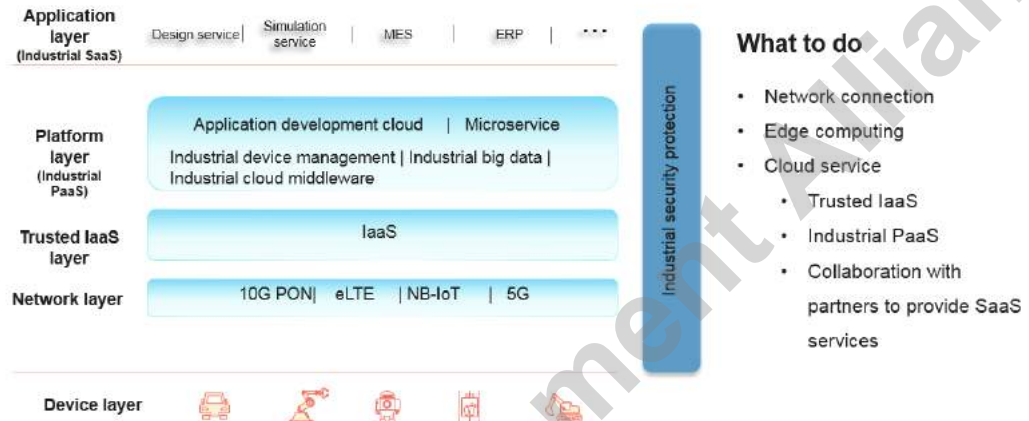 Application
layer
(Industrial SaaS)
Design service| Simulation service | MES | ERP | ...
Platform
layer
(Industrial
PaaS)
Application development cloud | Microservice
Industrial device management | Industrial big data |
Industrial cloud middleware
Trusted IaaS
layer
IaaS
Network layer
10G PON| eLTE | NB-IoT | 5G
Device layer
Industrial security protection
What to do
• Network connection
• Edge computing
• Cloud service
• Trusted IaaS
• Industrial PaaS
• Collaboration with
partners to provide SaaS
services